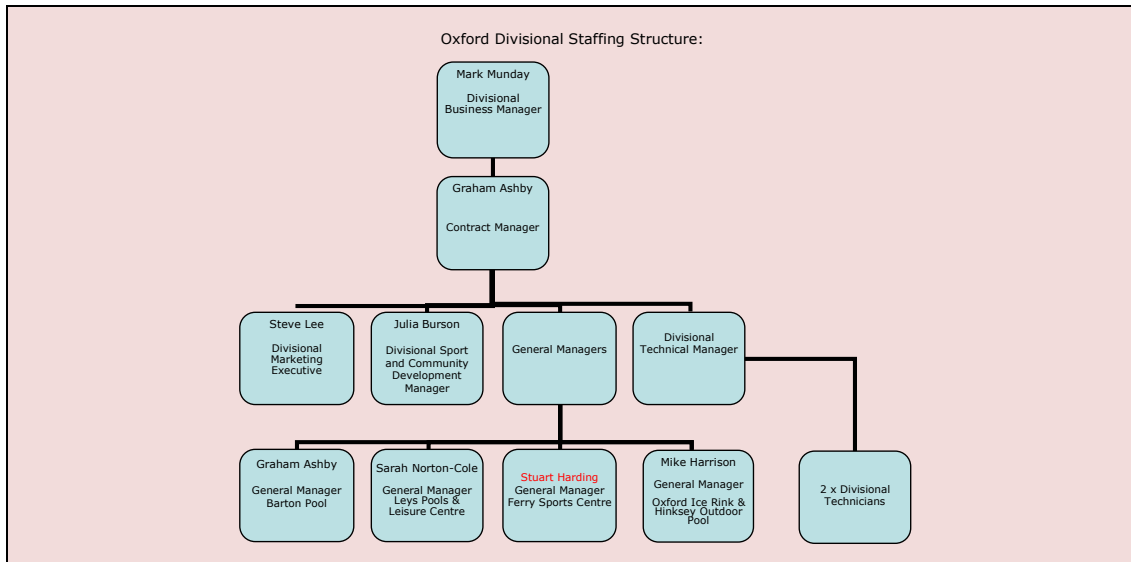 Oxford Divisional Staffing Structure:
Mark Munday
Divisional
Business Manager
Graham Ashby
Contract Manager
Steve Lee
Divisional
Marketing
Executive
Julia Burson
Divisional Sport
and Community
Development
Manager
General Managers
Divisional
Technical Manager
Graham Ashby
General Manager
Barton Pool
Sarah Norton-Cole
General Manager
Leys Pools &
Leisure Centre
Stuart Harding
General Manager
Ferry Sports Centre
Mike Harrison
General Manager
Oxford Ice Rink &
Hinksey Outdoor
Pool
2 x Divisional
Technicians